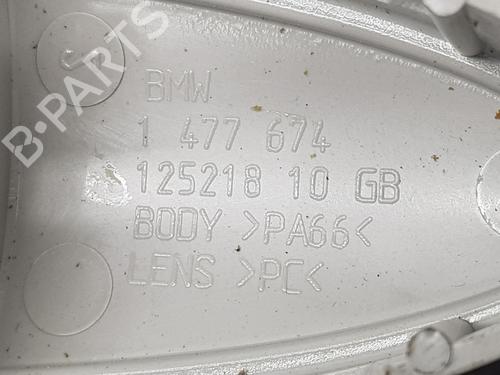 BMW
1 477 674
125218 10 GB
BODY >PA66<
LENS >PC<
B-PARTS